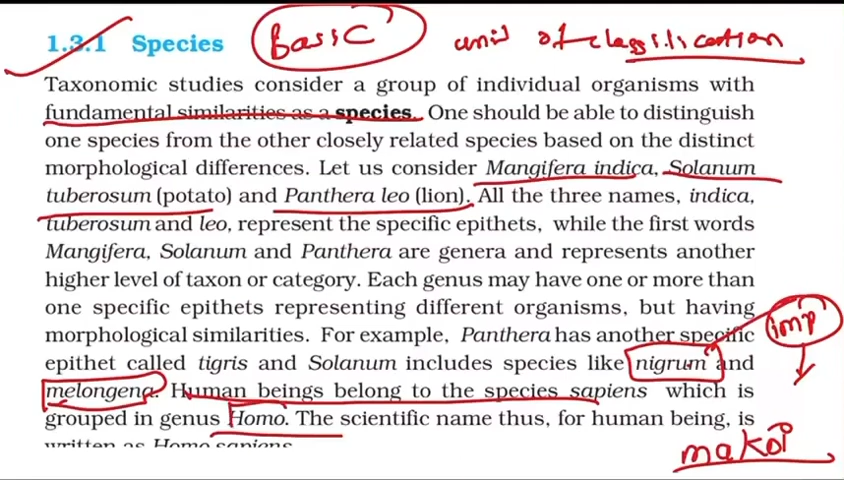 1.3.1 Species Basic unit of classification
Taxonomic studies consider a group of individual organisms with
fundamental similarities as a species. One should be able to distinguish
one species from the other closely related species based on the distinct
morphological differences. Let us consider Mangifera indica, Solanum
tuberosum (potato) and Panthera leo (lion). All the three names, indica,
tuberosum and leo, represent the specific epithets, while the first words
Mangifera, Solanum and Panthera are genera and represents another
higher level of taxon or category. Each genus may have one or more than
one specific epithets representing different organisms, but having
morphological similarities. For example, Panthera has another specific
imp
epithet called tigris and Solanum includes species like nigrum and
melongena. Human beings belong to the species sapiens which is
grouped in genus Homo. The scientific name thus, for human being, is
written as Homo sapiens.
makoi